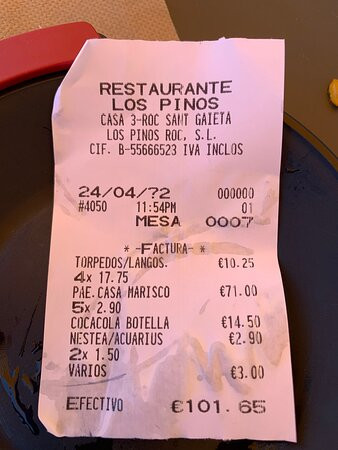 RESTAURANTE
LOS PINOS
CASA 3-ROC SANT GAIETA
LOS PINOS ROC, S.L.
CIF. B-55666523 IVA INCLOS
24/04/72 000000
#4050 11:54PM 01
MESA 0007
* -FACTURA- *
TORPEDOS/LANGOS. €10.25
4x 17.75
PAE.CASA MARISCO €71.00
5x 2.90
COCACOLA BOTELLA €14.50
NESTEA/ACUARIUS €2.90
2x 1.50
VARIOS €3.00
EFECTIVO €101.65